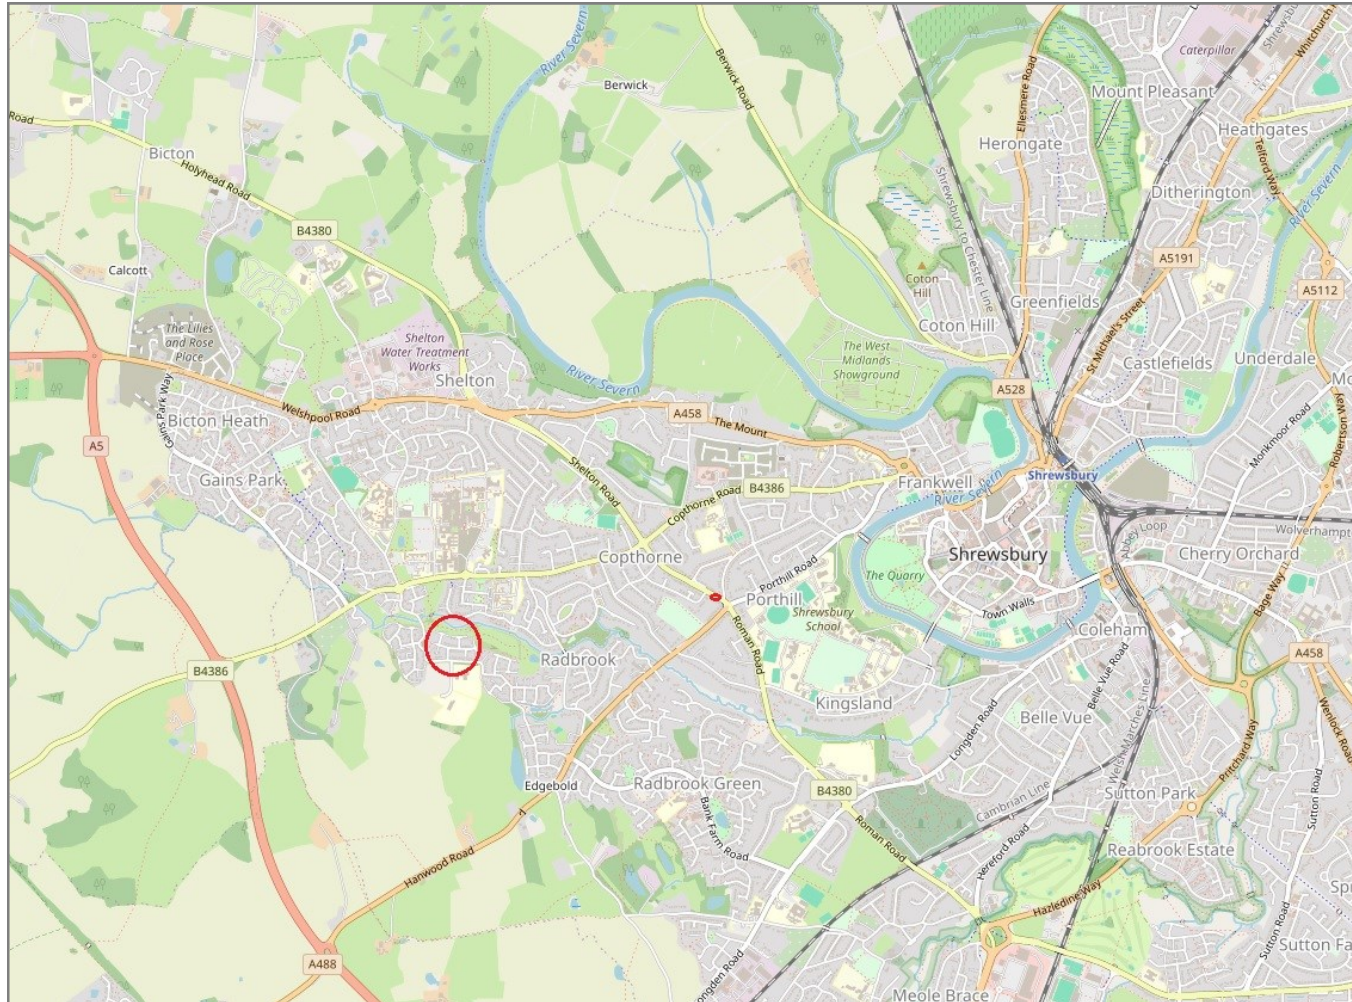 River Severn
Berwick
Berwick Road
Caterpillar
Shrewsbu
Whitchurch Road
Mount Pleasant
Ellesmere Road
Heathgates
Herongate
Telford Way
Road
Bicton
Holyhead Road
B4380
Shrewsbury to Chester Line
Ditherington
River Severn
A5191
Calcott
Coton
Hill
A5112
Greenfields
The Lilies
and Rose
Place
Shelton
Water Treatment
Works
Coton Hill
St Michael's Street
The West
Midlands
Showground
Castlefields
Underdale
Mo
River Severn
Shelton
A528
Gains Park Way
Welshpool Road
A458
The Mount
Bicton Heath
Monkmoor Road
Robertson Way
A5
Shelton Road
Gains Park
Frankwell
Shrewsbury
B4386
Copthorne Road
River Severn
Abbey Loop
Wolverhampto
Copthorne
Shrewsbury
Cherry Orchard
Porthill Road
The Quarry
Bage Way
Porthill
Shrewsbury
School
Town Walls
Coleham
Roman Road
Radbrook
A458
B4386
Belle Vue Road
Kingsland
Longden Road
Belle Vue
Welsh Marches Line
Wenlock Road
Pritchard Way
Edgebold
Radbrook Green
B4380
Cambrian Line
Sutton Park
Sutton Road
Bank Farm Road
Roman Road
Hereford Road
Reabrook Estate
Hanwood Road
Hazledine Way
Spr
Sutton Road
A488
Longden Road
Sutton Fa
Meole Brace